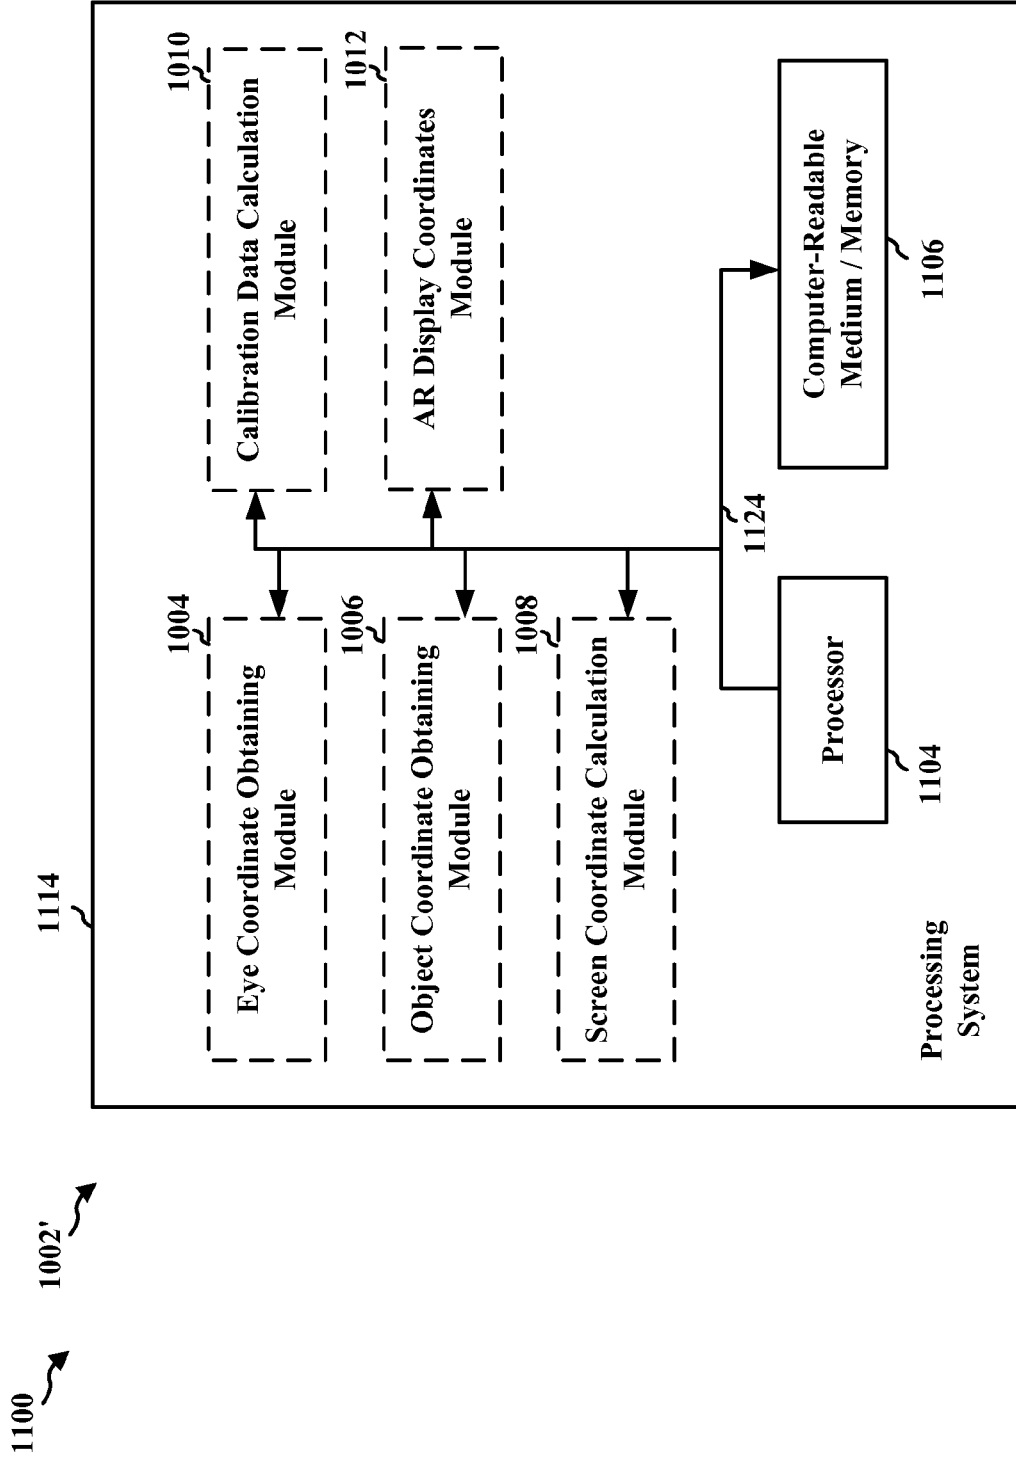 1100
1002'
1114
1004
Eye Coordinate Obtaining
Module
1010
Calibration Data Calculation
Module
1006
Object Coordinate Obtaining
Module
1012
AR Display Coordinates
Module
1008
Screen Coordinate Calculation
Module
1124
Processor
1104
Computer-Readable
Medium / Memory
1106
Processing
System